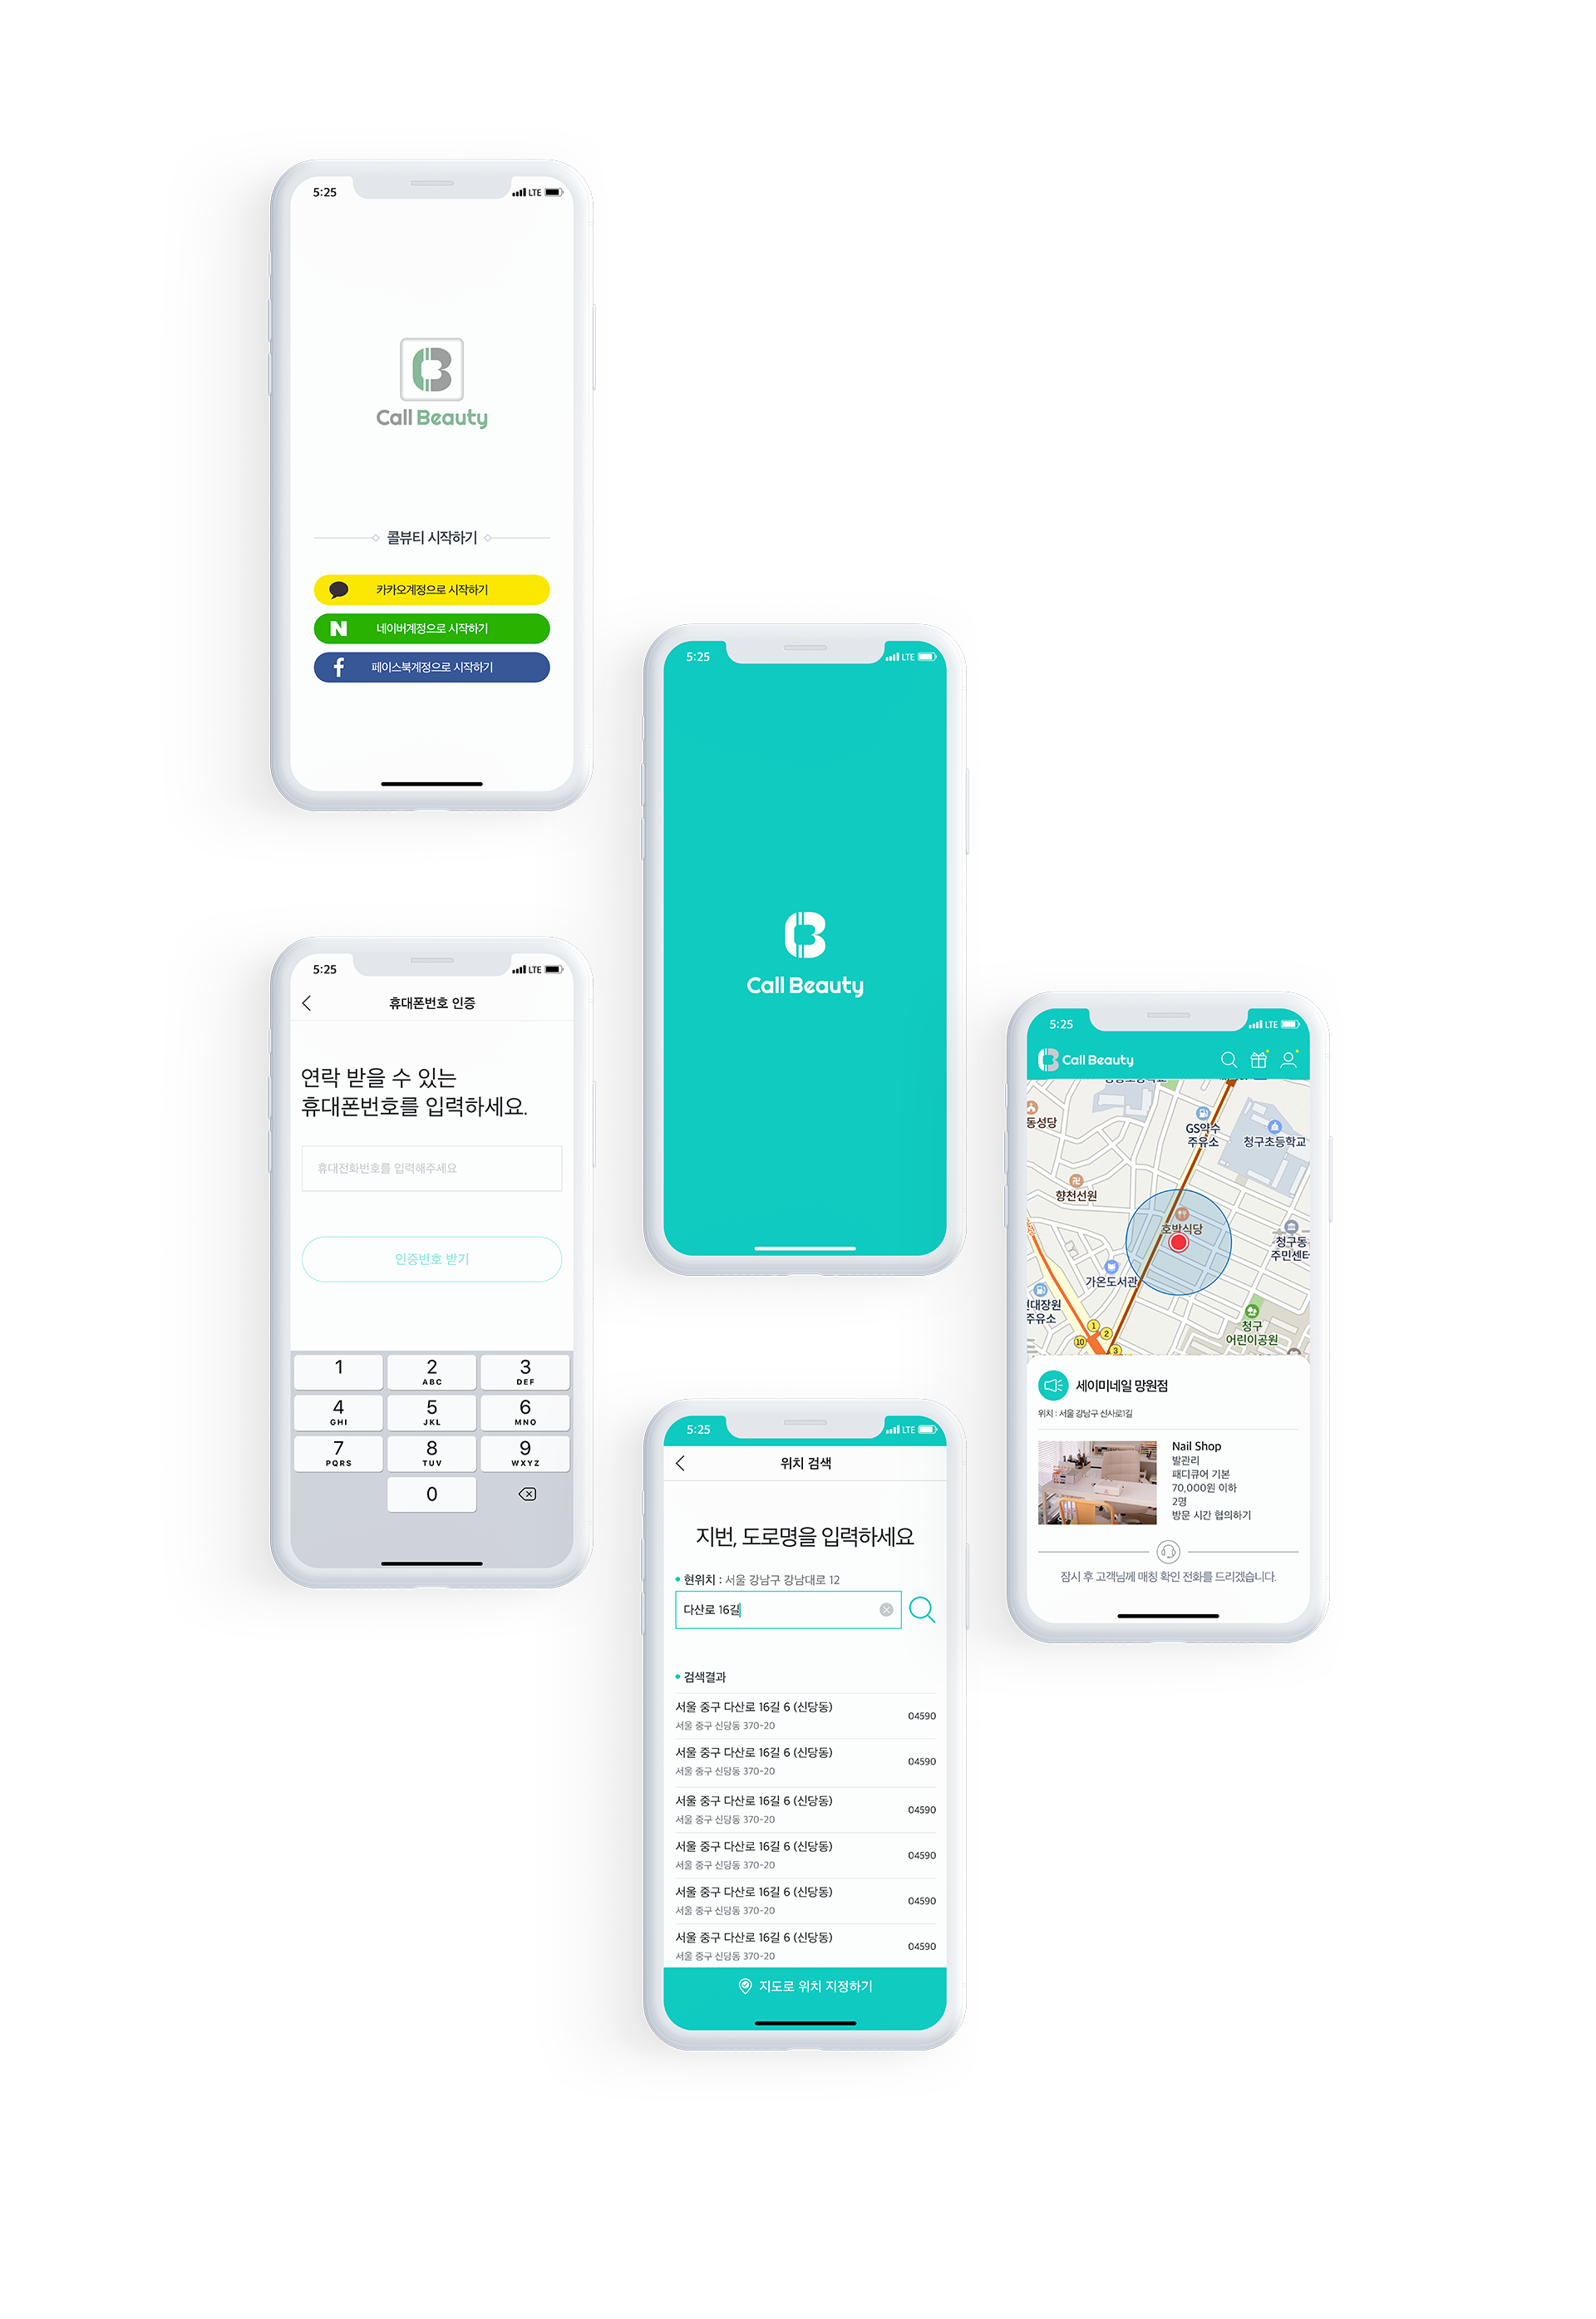 5:25
LTE
Call Beauty
콜뷰티 시작하기
카카오계정으로 시작하기
N
네이버계정으로 시작하기
f
페이스북계정으로 시작하기
5:25
LTE
Call Beauty
5:25
LTE
휴대폰번호 인증
연락 받을 수 있는
휴대폰번호를 입력하세요.
휴대전화번호를 입력해주세요
인증번호 받기
1
2
ABC
3
DEF
4
GHI
5
JKL
6
MNO
7
PQRS
8
TUV
9
WXYZ
0
5:25
LTE
Call Beauty
동성당
GS약수
주유소
청구초등학교
향천선원
호박식당
청구동
주민센터
가온도서관
대장원
주유소
청구
어린이공원
1
2
10
3
세이미네일 망원점
위치 : 서울 강남구 신사로1길
Nail Shop
발관리
패디큐어 기본
70,000원 이하
2명
방문 시간 협의하기
잠시 후 고객님께 매칭 확인 전화를 드리겠습니다.
5:25
LTE
위치 검색
지번, 도로명을 입력하세요
현위치 : 서울 강남구 강남대로 12
다산로 16길
검색결과
서울 중구 다산로 16길 6 (신당동)
서울 중구 신당동 370-20
04590
서울 중구 다산로 16길 6 (신당동)
서울 중구 신당동 370-20
04590
서울 중구 다산로 16길 6 (신당동)
서울 중구 신당동 370-20
04590
서울 중구 다산로 16길 6 (신당동)
서울 중구 신당동 370-20
04590
서울 중구 다산로 16길 6 (신당동)
서울 중구 신당동 370-20
04590
서울 중구 다산로 16길 6 (신당동)
서울 중구 신당동 370-20
04590
지도로 위치 지정하기